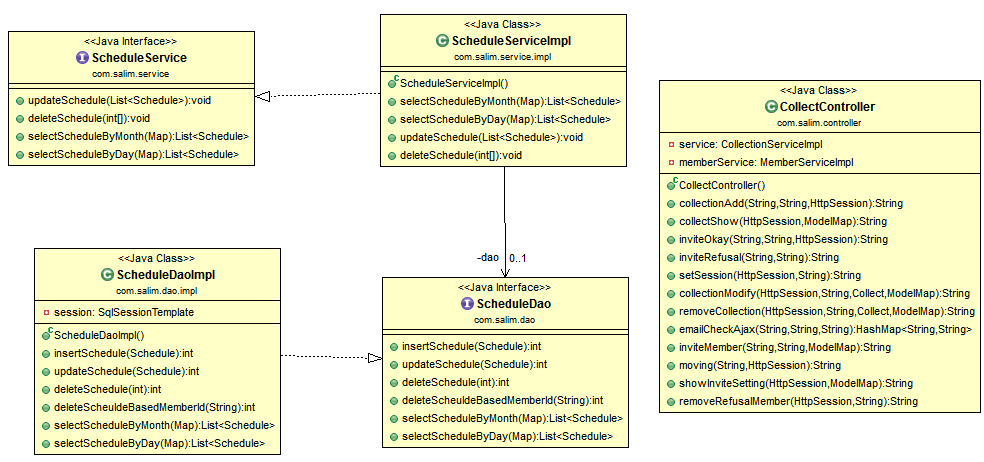 <<Java Interface>>
ScheduleService
com.salim.service
updateSchedule(List<Schedule>):void
deleteSchedule(int[]):void
selectScheduleByMonth(Map):List<Schedule>
selectScheduleByDay(Map):List<Schedule>
<<Java Class>>
ScheduleServiceImpl
com.salim.service.impl
ScheduleServiceImpl()
selectScheduleByMonth(Map):List<Schedule>
selectScheduleByDay(Map):List<Schedule>
updateSchedule(List<Schedule>):void
deleteSchedule(int[]):void
<<Java Class>>
CollectController
com.salim.controller
service: CollectionServiceImpl
memberService: MemberServiceImpl
CollectController()
collectionAdd(String,String,HttpSession):String
collectShow(HttpSession,ModelMap):String
inviteOkay(String,String,HttpSession):String
inviteRefusal(String,String):String
setSession(HttpSession,String):String
collectionModify(HttpSession,String,Collect,ModelMap):String
removeCollection(HttpSession,String,Collect,ModelMap):String
emailCheckAjax(String,String,String):HashMap<String,String>
inviteMember(String,String,ModelMap):String
moving(String,HttpSession):String
showInviteSetting(HttpSession,ModelMap):String
removeRefusalMember(HttpSession,String):String
-dao 0..1
<<Java Class>>
ScheduleDaoImpl
com.salim.dao.impl
session: SqlSessionTemplate
ScheduleDaoImpl()
insertSchedule(Schedule):int
updateSchedule(Schedule):int
deleteSchedule(int):int
deleteScheuldeBasedMemberId(String):int
selectScheduleByMonth(Map):List<Schedule>
selectScheduleByDay(Map):List<Schedule>
<<Java Interface>>
ScheduleDao
com.salim.dao
insertSchedule(Schedule):int
updateSchedule(Schedule):int
deleteSchedule(int):int
deleteScheuldeBasedMemberId(String):int
selectScheduleByMonth(Map):List<Schedule>
selectScheduleByDay(Map):List<Schedule>